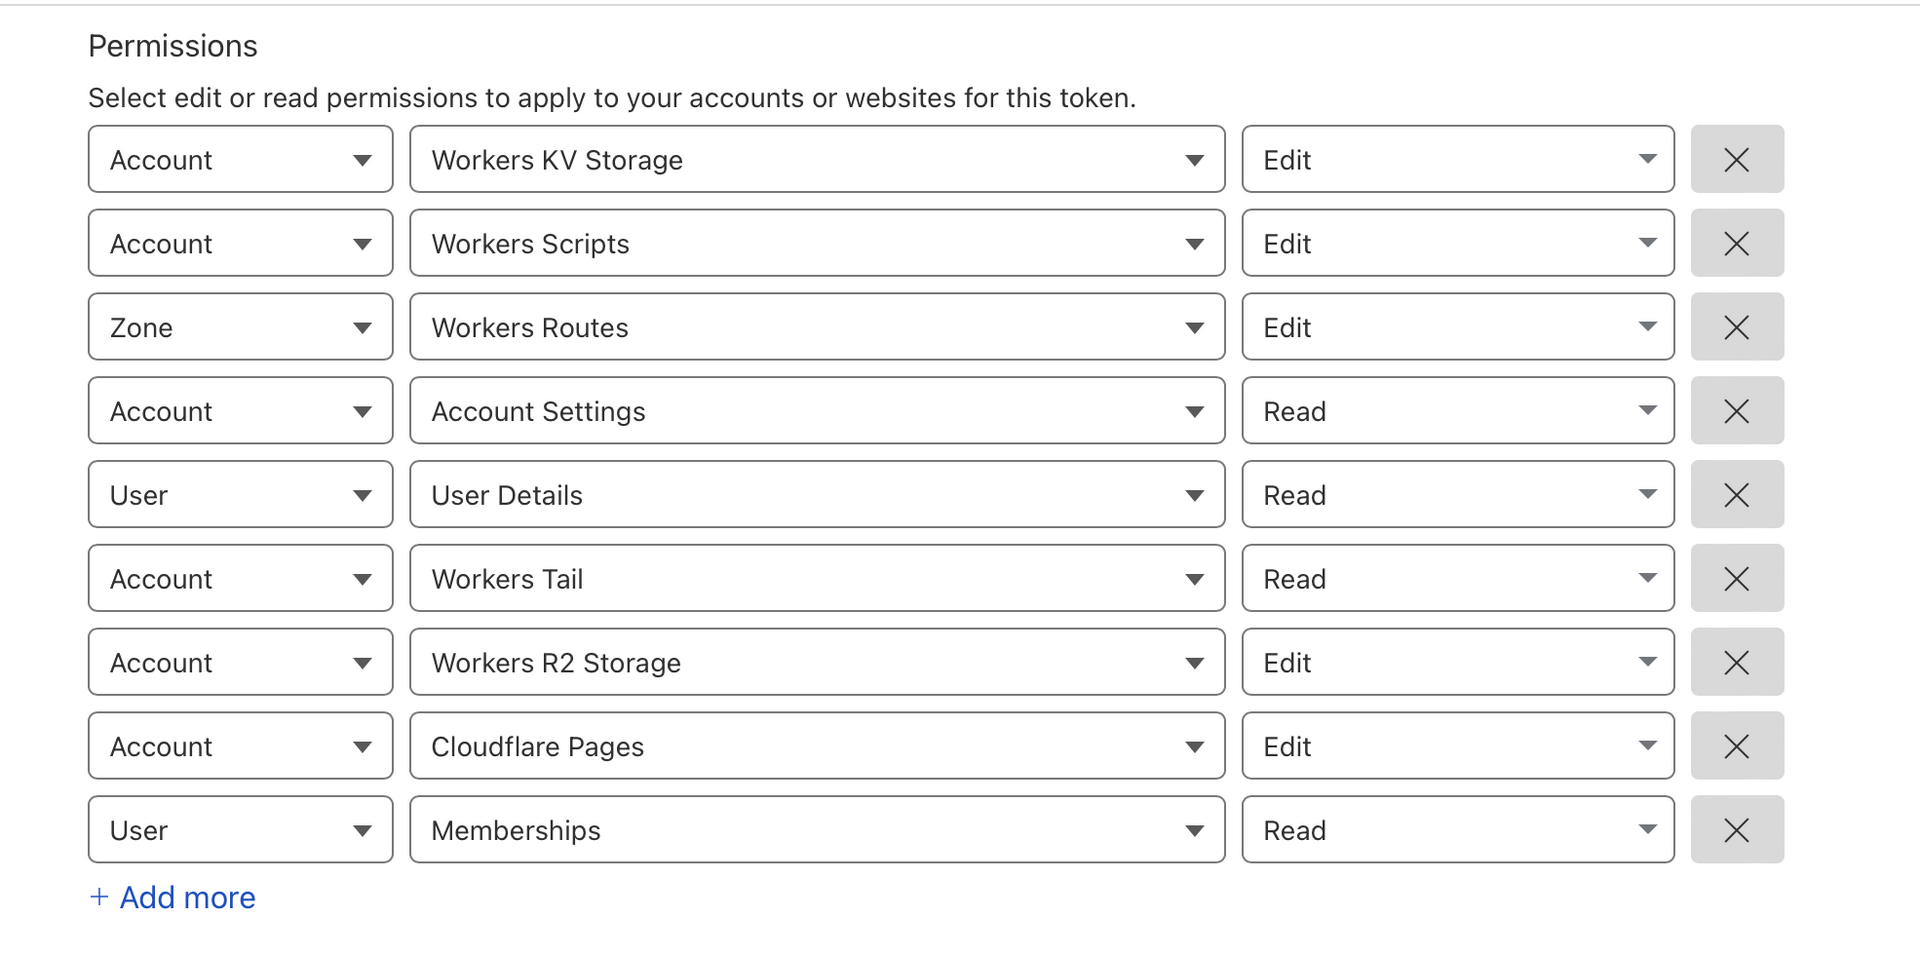 Permissions
Select edit or read permissions to apply to your accounts or websites for this token.
Account Workers KV Storage Edit
Account Workers Scripts Edit
Zone Workers Routes Edit
Account Account Settings Read
User User Details Read
Account Workers Tail Read
Account Workers R2 Storage Edit
Account Cloudflare Pages Edit
User Memberships Read
+ Add more